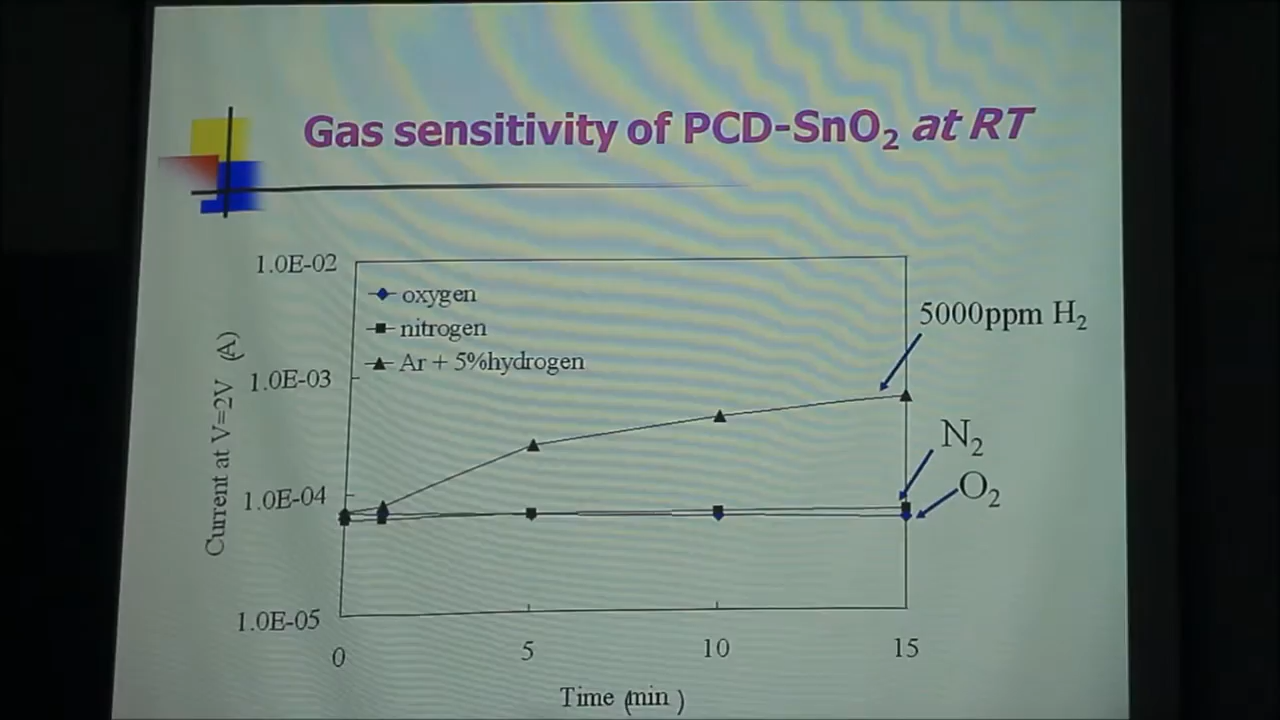 Gas sensitivity of PCD-SnO₂ at RT
1.0E-02
1.0E-03
1.0E-04
1.0E-05
Current at V=2V (A)
oxygen
nitrogen
Ar + 5%hydrogen
5000ppm H₂
N₂
O₂
0 5 10 15
Time (min )